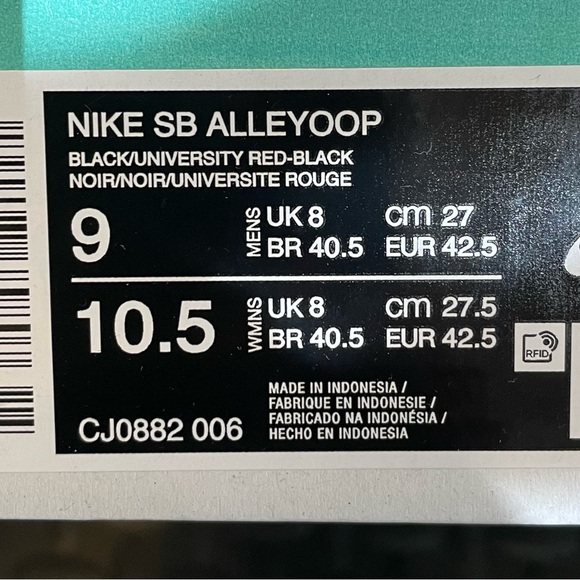 NIKE SB ALLEYOOP
BLACK/UNIVERSITY RED-BLACK
NOIR/NOIR/UNIVERSITE ROUGE
9 MENS UK 8 cm 27
BR 40.5 EUR 42.5
10.5 WMNS UK 8 cm 27.5
BR 40.5 EUR 42.5
RFID
MADE IN INDONESIA /
FABRIQUE EN INDONESIE /
FABRICADO NA INDONÉSIA /
CJ0882 006 HECHO EN INDONESIA